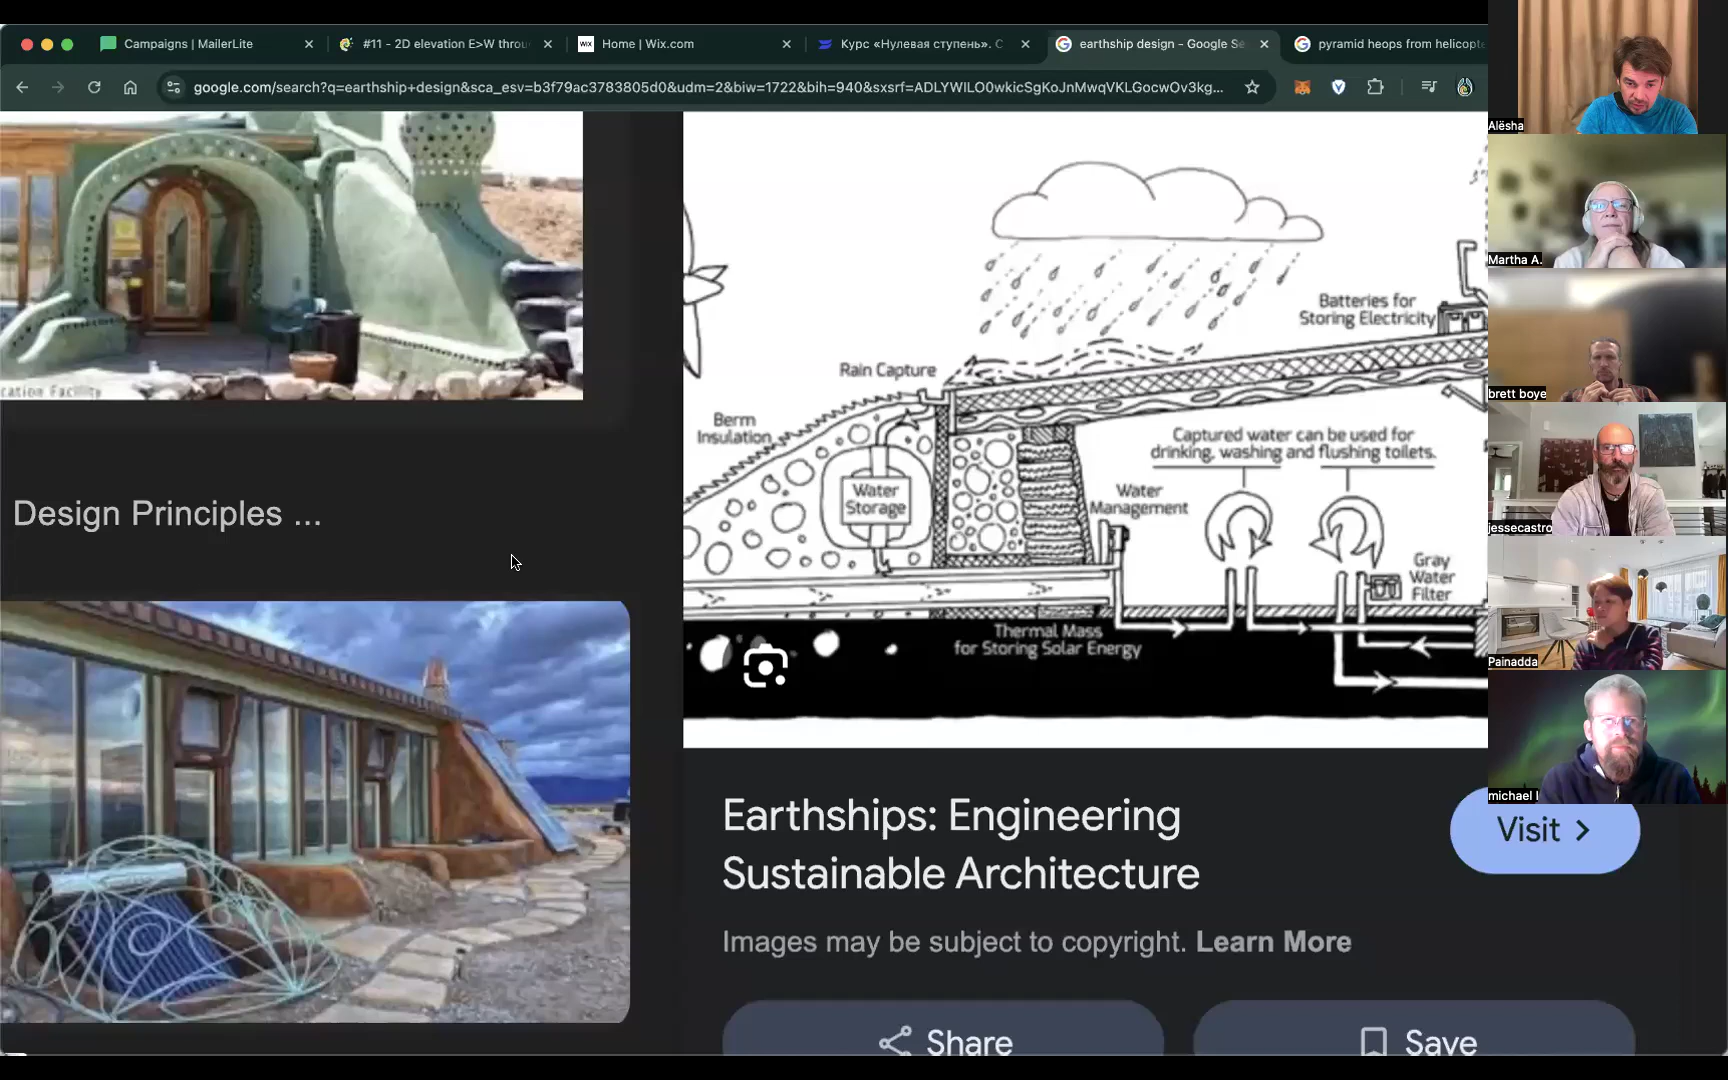 Campaigns | MailerLite
#11 - 2D elevation E>W throu
Home | Wix.com
Курс «Нулевая ступень». С
earthship design - Google Se
pyramid heops from helicopte
google.com/search?q=earthship+design&sca_esv=b3f79ac3783805d0&udm=2&biw=1722&bih=940&sxsrf=ADLYWILO0wkicSgKoJnMwqVKLGocwOv3kg...
cation Facility
Design Principles ...
Batteries for
Storing Electricity
Rain Capture
Berm
Insulation
Captured water can be used for
drinking, washing and flushing toilets.
Water
Storage
Water
Management
Gray
Water
Filter
Thermal Mass
for Storing Solar Energy
Earthships: Engineering
Sustainable Architecture
Visit
Images may be subject to copyright. Learn More
Share
Save
Alësha
Martha A.
brett boye
jessecastro
Painadda
michael l